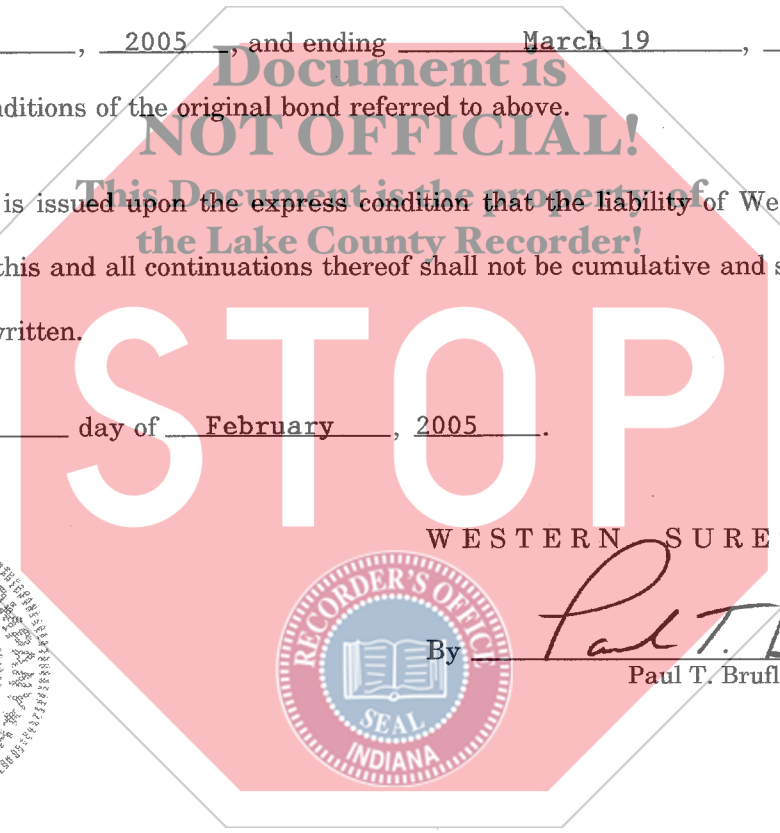 , 2005, and ending March 19,
Document is
nditions of the original bond referred to above.
NOT OFFICIAL!
This Document is the property of
is issued upon the express condition that the liability of We
the Lake County Recorder!
this and all continuations thereof shall not be cumulative and s
written.
STOP
day of February, 2005.
WESTERN SURE
RECORDER'S OFFICE
SEAL
INDIANA
By Paul T. B
Paul T. Brufl